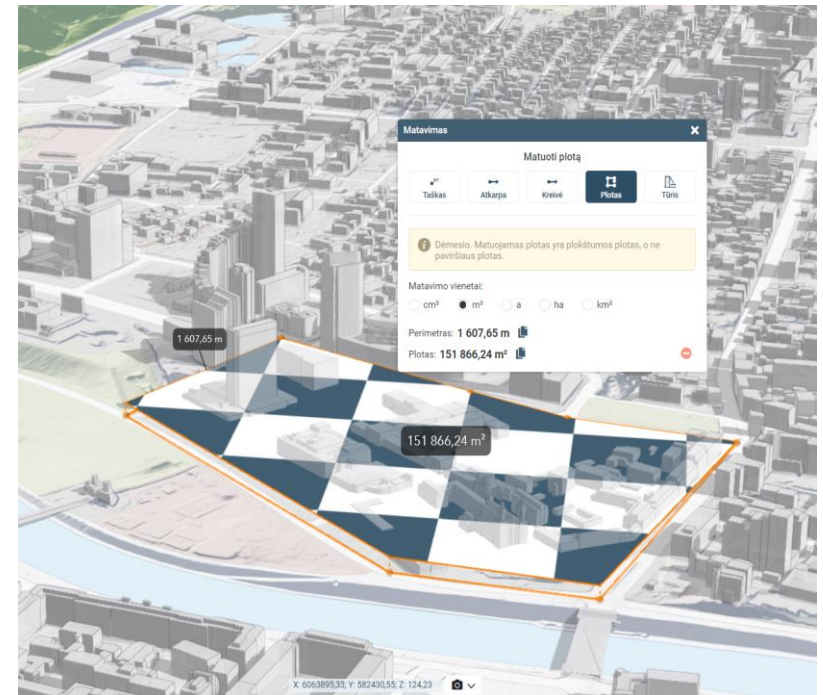 Matavimas
Matuoti plotą
XY
Taškas
Atkarpa
Kreivė
Plotas
Tūris
Dėmesio. Matuojamas plotas yra plokštumos plotas, o ne
paviršiaus plotas.
Matavimo vienetai:
cm² m² a ha km²
Perimetras: 1 607,65 m
Plotas: 151 866,24 m²
1 607,65 m
151 866,24 m²
X: 6063895,33; Y: 582430,55; Z: 124,23